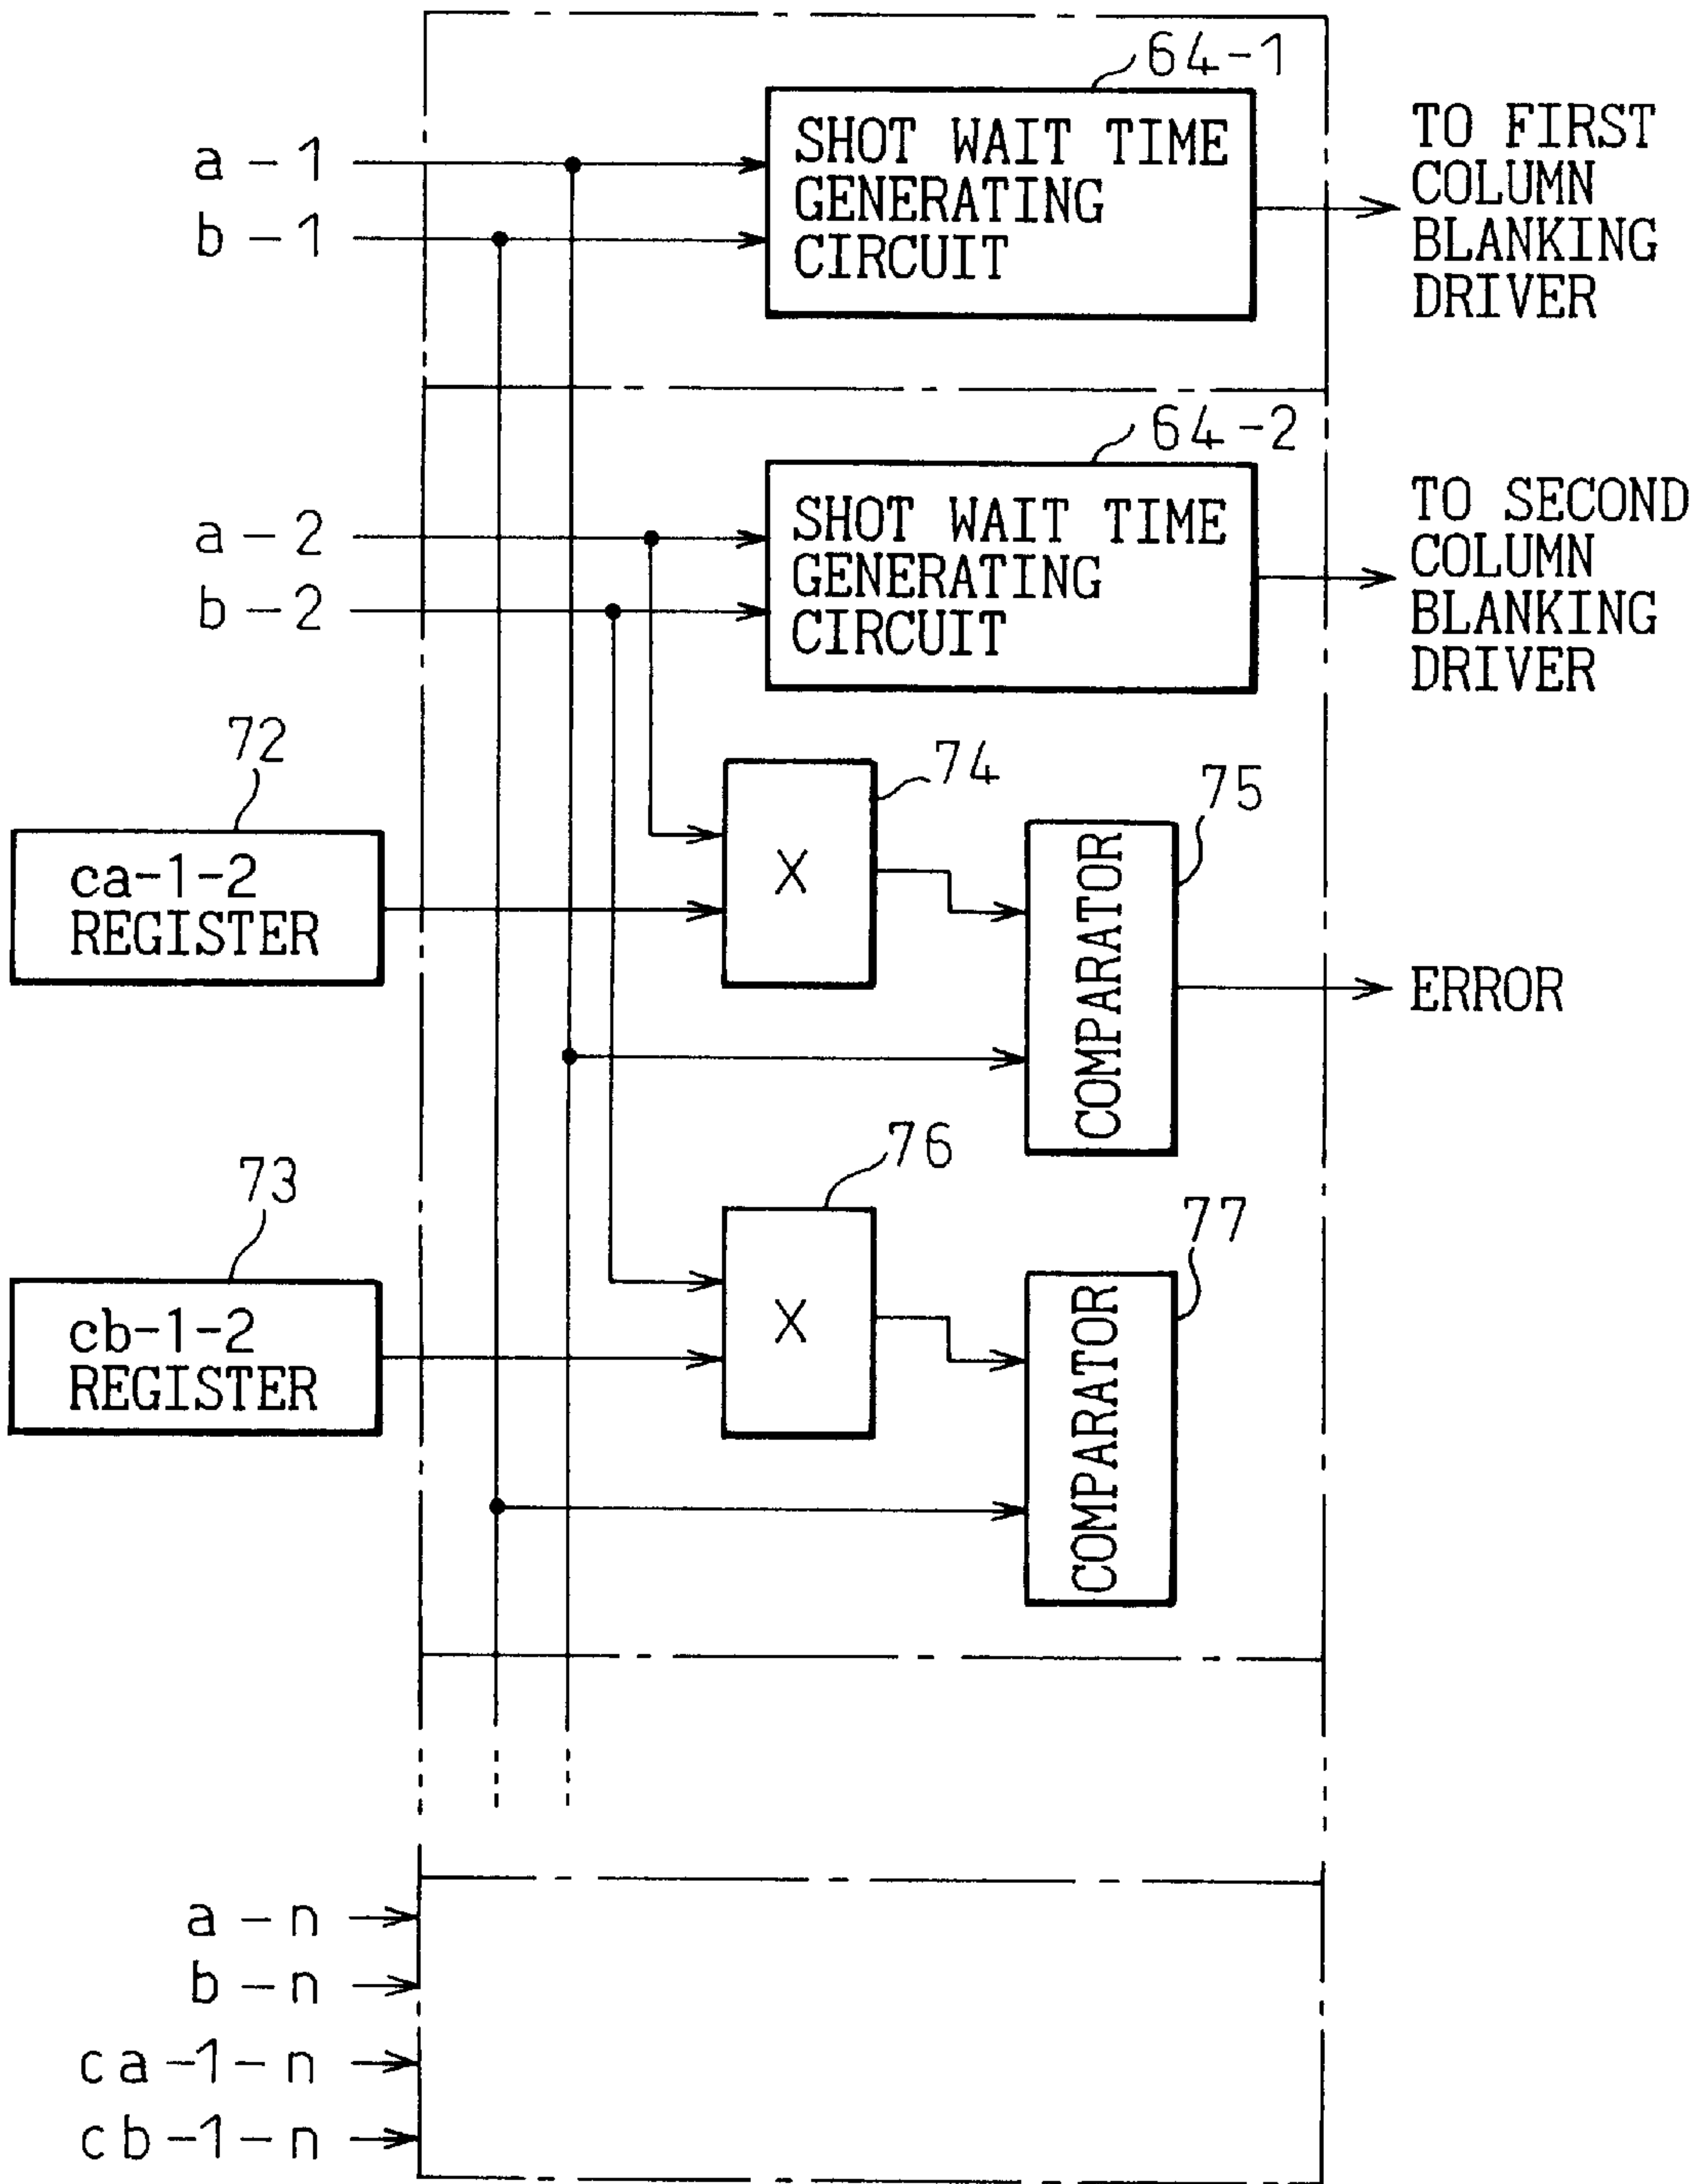 64-1
a-1
b-1
SHOT WAIT TIME
GENERATING
CIRCUIT
TO FIRST
COLUMN
BLANKING
DRIVER
64-2
a-2
b-2
SHOT WAIT TIME
GENERATING
CIRCUIT
TO SECOND
COLUMN
BLANKING
DRIVER
72
ca-1-2
REGISTER
74
X
75
COMPARATOR
ERROR
73
cb-1-2
REGISTER
76
X
77
COMPARATOR
a-n
b-n
ca-1-n
cb-1-n